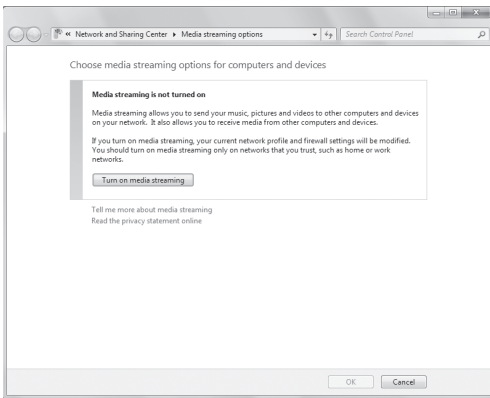 « Network and Sharing Center ▸ Media streaming options
Search Control Panel
Choose media streaming options for computers and devices
Media streaming is not turned on
Media streaming allows you to send your music, pictures and videos to other computers and devices
on your network. It also allows you to receive media from other computers and devices.
If you turn on media streaming, your current network profile and firewall settings will be modified.
You should turn on media streaming only on networks that you trust, such as home or work
networks.
Turn on media streaming
Tell me more about media streaming
Read the privacy statement online
OK
Cancel